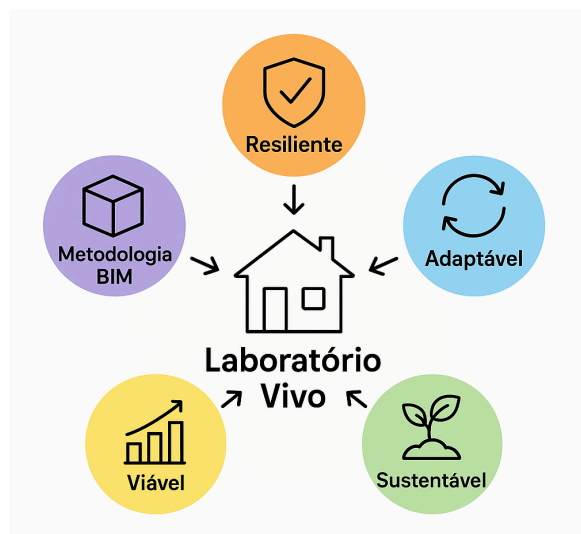 Resiliente
Metodologia
BIM
Adaptável
Laboratório
Vivo
Viável
Sustentável